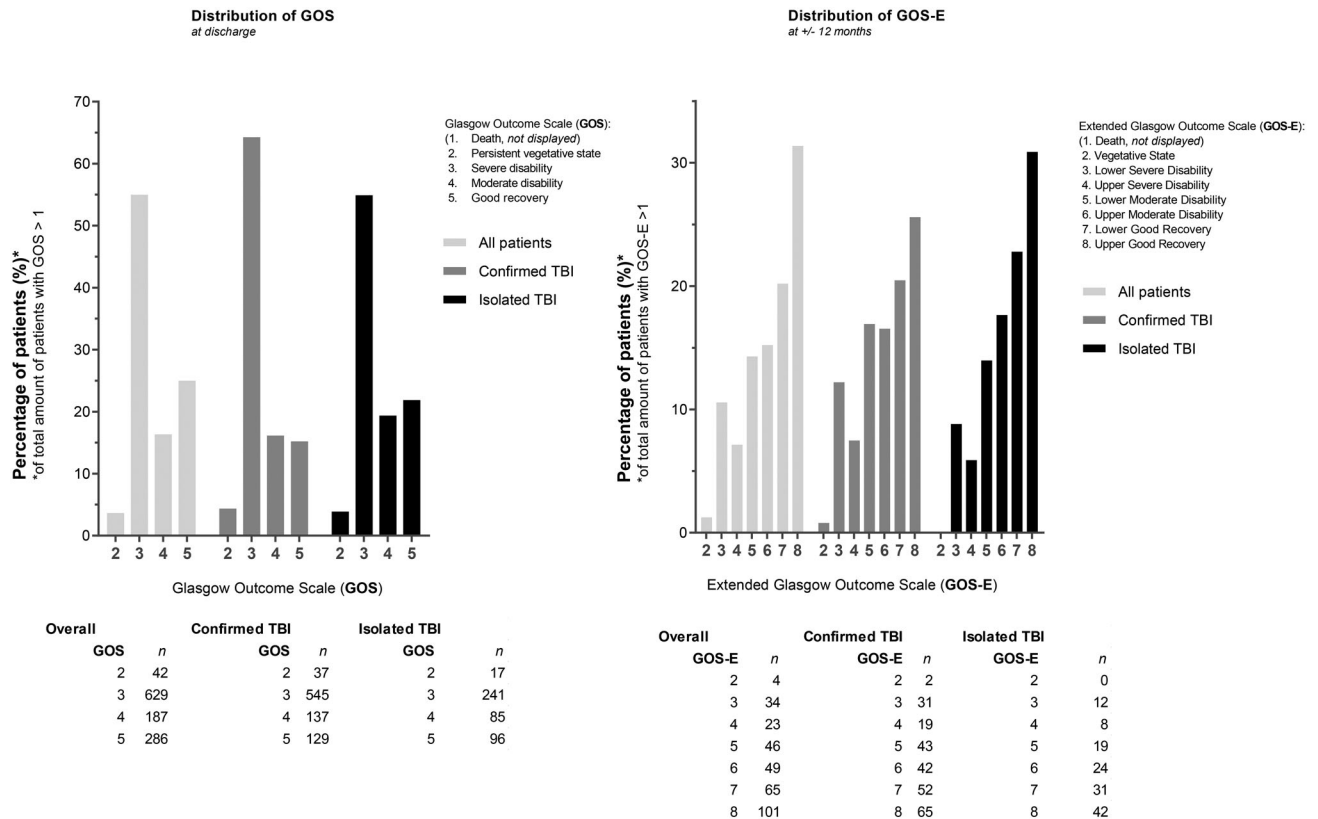 Distribution of GOS
at discharge
Percentage of patients (%)*
*of total amount of patients with GOS > 1
70
60
50
40
30
20
10
0
2 3 4 5 2 3 4 5 2 3 4 5
Glasgow Outcome Scale (GOS)
Glasgow Outcome Scale (GOS):
(1. Death, not displayed)
2. Persistent vegetative state
3. Severe disability
4. Moderate disability
5. Good recovery
All patients
Confirmed TBI
Isolated TBI
Overall Confirmed TBI Isolated TBI
GOS n GOS n GOS n
2 42 2 37 2 17
3 629 3 545 3 241
4 187 4 137 4 85
5 286 5 129 5 96
Distribution of GOS-E
at +/- 12 months
Percentage of patients (%)*
*of total amount of patients with GOS-E >1
30
20
10
0
2 3 4 5 6 7 8 2 3 4 5 6 7 8 2 3 4 5 6 7 8
Extended Glasgow Outcome Scale (GOS-E)
Extended Glasgow Outcome Scale (GOS-E):
(1. Death, not displayed)
2. Vegetative State
3. Lower Severe Disability
4. Upper Severe Disability
5. Lower Moderate Disability
6. Upper Moderate Disability
7. Lower Good Recovery
8. Upper Good Recovery
All patients
Confirmed TBI
Isolated TBI
Overall Confirmed TBI Isolated TBI
GOS-E n GOS-E n GOS-E n
2 4 2 2 2 0
3 34 3 31 3 12
4 23 4 19 4 8
5 46 5 43 5 19
6 49 6 42 6 24
7 65 7 52 7 31
8 101 8 65 8 42